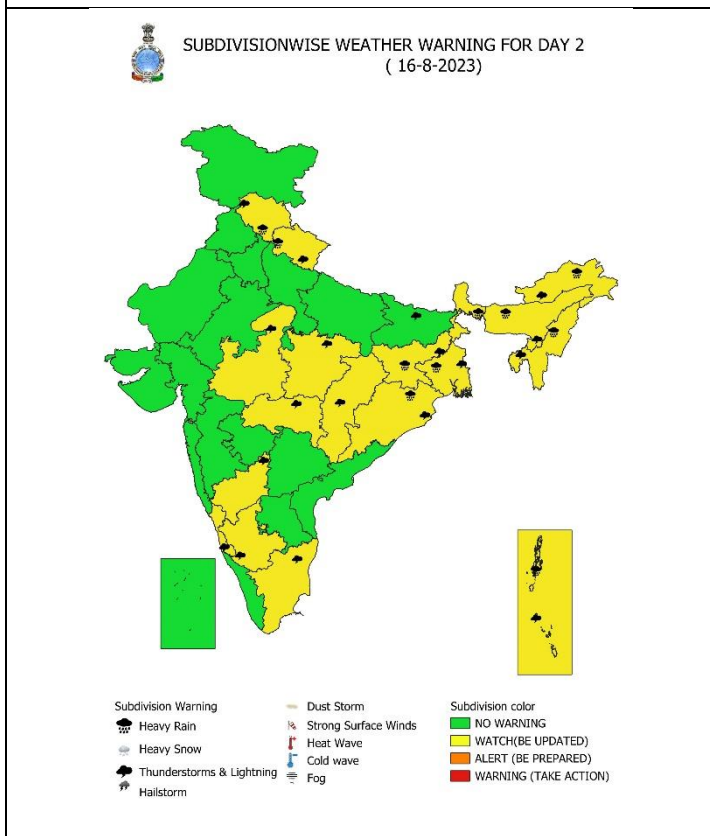 SUBDIVISIONWISE WEATHER WARNING FOR DAY 2
( 16-8-2023)
Subdivision Warning
Heavy Rain
Heavy Snow
Thunderstorms & Lightning
Hailstorm
Dust Storm
Strong Surface Winds
Heat Wave
Cold wave
Fog
Subdivision color
NO WARNING
WATCH(BE UPDATED)
ALERT (BE PREPARED)
WARNING (TAKE ACTION)